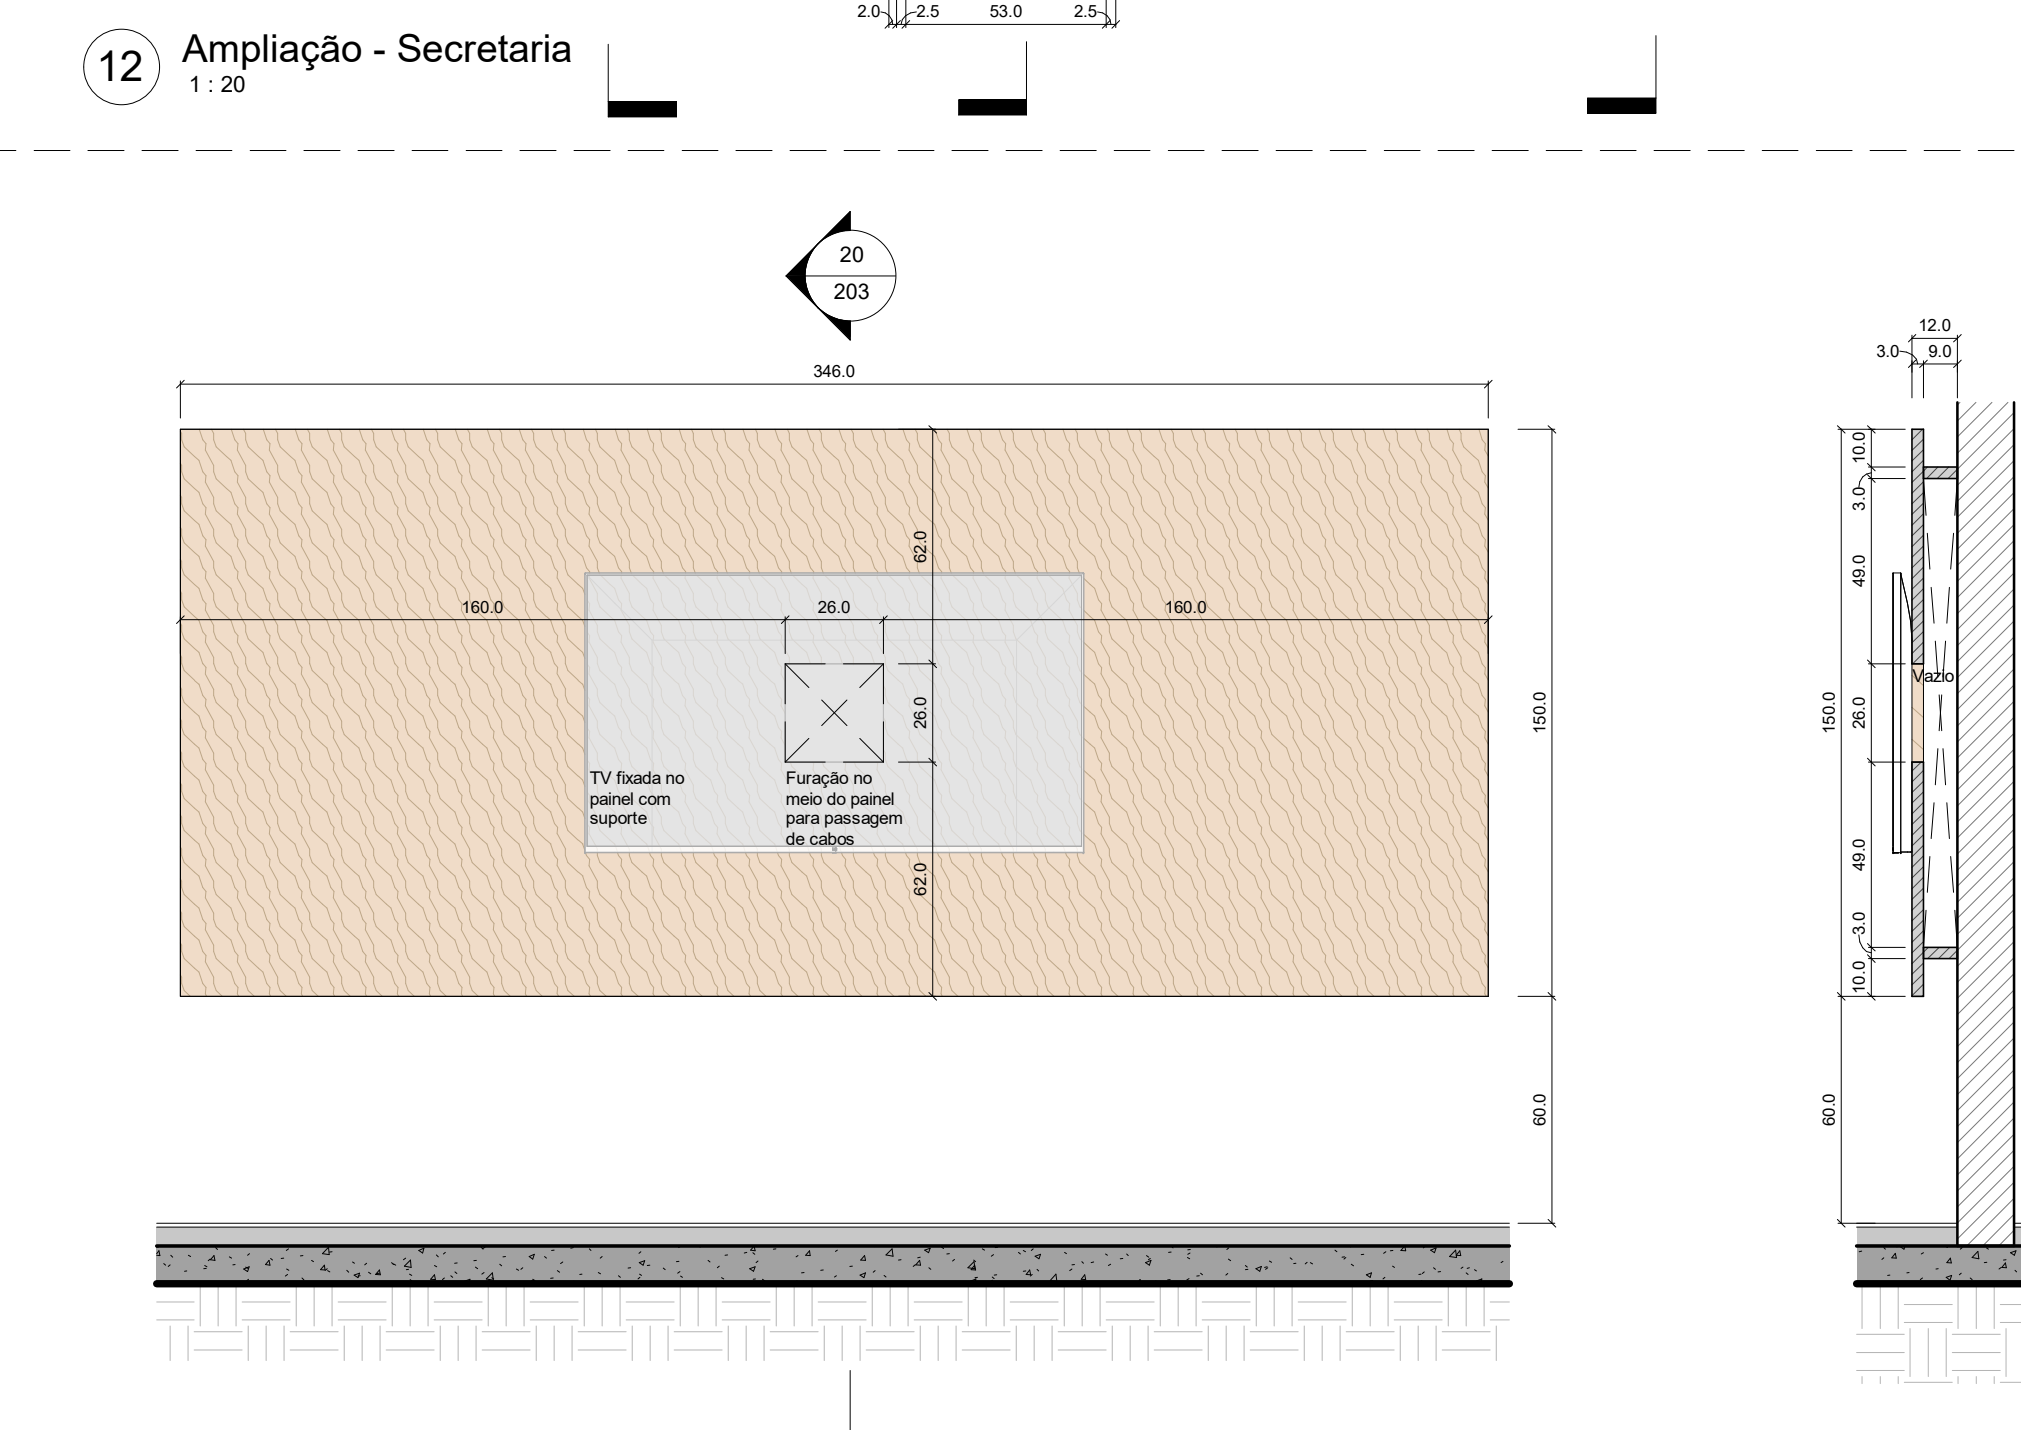 2.0 2.5 53.0 2.5
12 Ampliação - Secretaria
1 : 20
20
203
346.0
62.0
160.0 26.0 160.0
26.0
TV fixada no
painel com
suporte
Furação no
meio do painel
para passagem
de cabos
62.0
150.0
60.0
12.0
3.0 9.0
10.0
3.0
49.0
Vazio
150.0
26.0
49.0
3.0
10.0
60.0